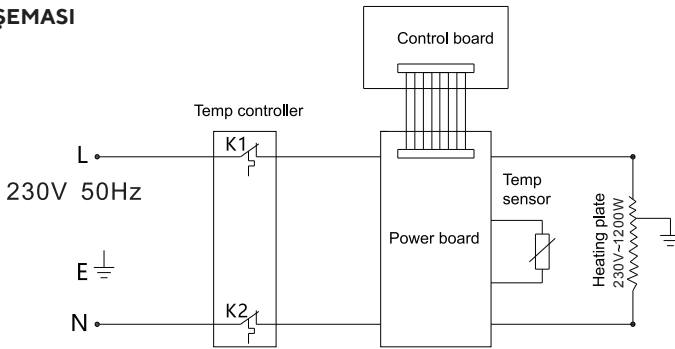 ŞEMASI
Control board
Temp controller
K1
L
230V 50Hz
Temp
sensor
Power board
Heating plate
230V~1200W
E
K2
N